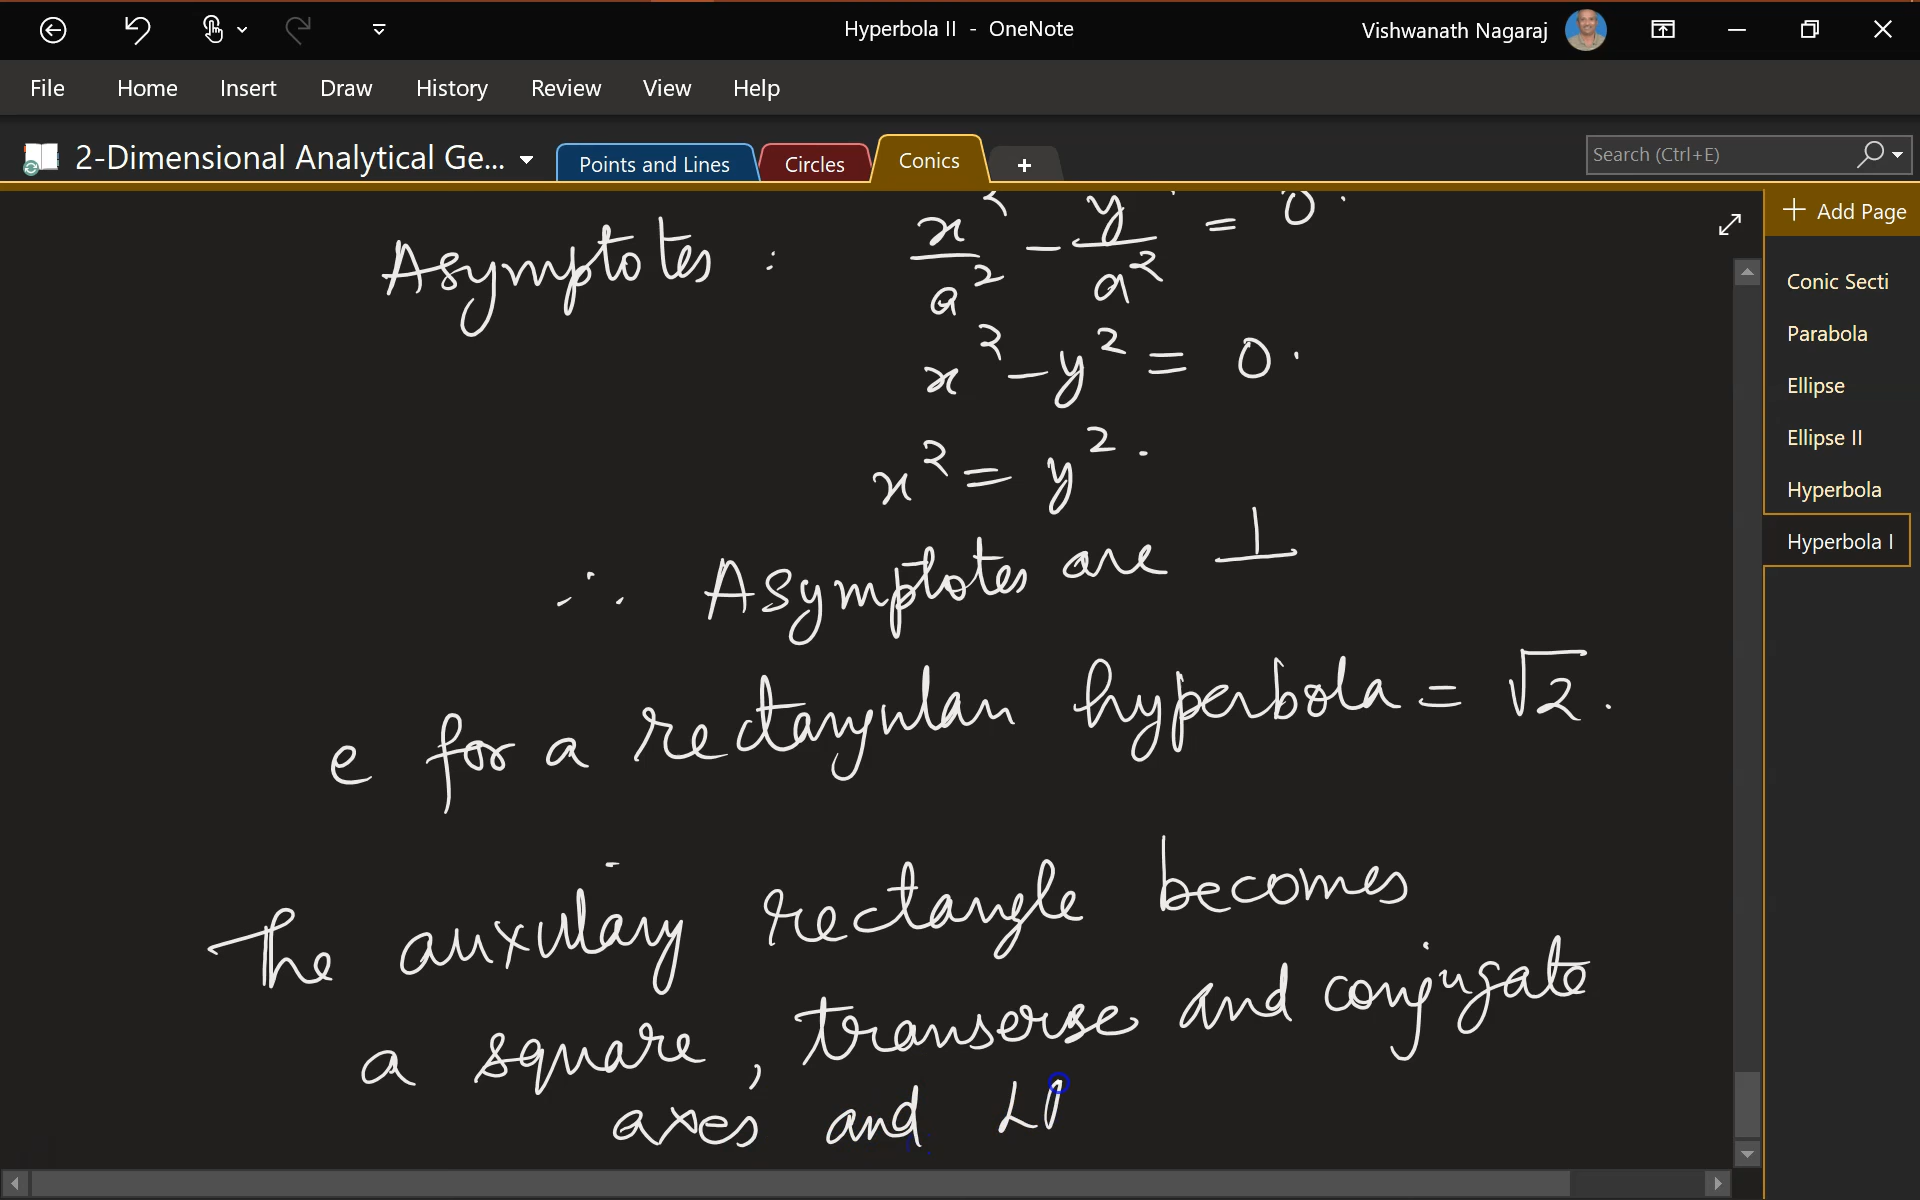 Hyperbola II - OneNote
Vishwanath Nagaraj
File Home Insert Draw History Review View Help
2-Dimensional Analytical Ge...
Points and Lines
Circles
Conics
+
Search (Ctrl+E)
+ Add Page
Conic Secti
Parabola
Ellipse
Ellipse II
Hyperbola
Hyperbola I
Asymptotes : x²/a² - y²/a² = 0.
x² - y² = 0.
x² = y².
∴ Asymptotes are ⊥
e for a rectangular hyperbola = √2.
The auxulary rectangle becomes
a square, transerse and conjugate
axes and